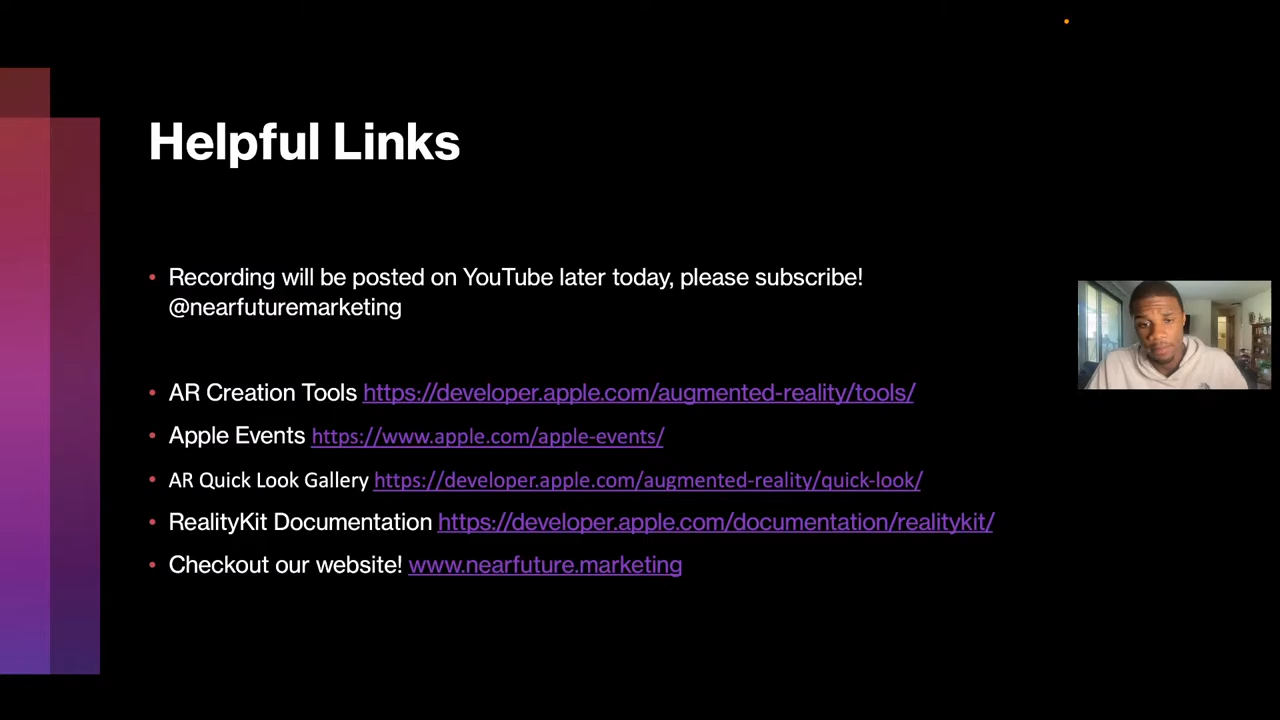 Helpful Links
• Recording will be posted on YouTube later today, please subscribe!
@nearfuturemarketing
• AR Creation Tools https://developer.apple.com/augmented-reality/tools/
• Apple Events https://www.apple.com/apple-events/
• AR Quick Look Gallery https://developer.apple.com/augmented-reality/quick-look/
• RealityKit Documentation https://developer.apple.com/documentation/realitykit/
• Checkout our website! www.nearfuture.marketing